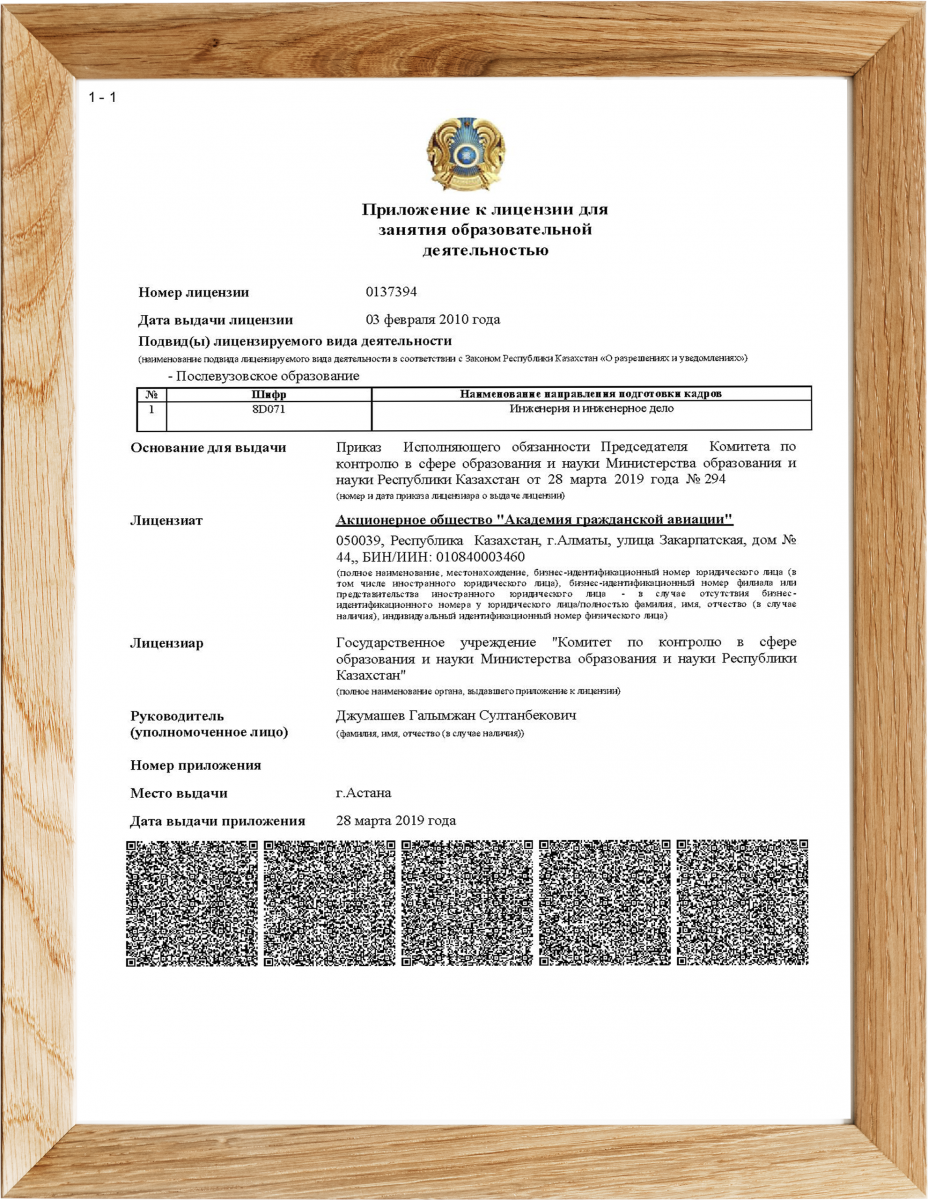 1 - 1
Приложение к лицензии для
занятия образовательной
деятельностью
Номер лицензии 0137394
Дата выдачи лицензии 03 февраля 2010 года
Подвид(ы) лицензируемого вида деятельности
(наименование подвида лицензируемого вида деятельности в соответствии с Законом Республики Казахстан «О разрешениях и уведомлениях»)
- Послевузовское образование
№ Шифр Наименование направления подготовки кадров
1 8D071 Инженерия и инженерное дело
Основание для выдачи Приказ Исполняющего обязанности Председателя Комитета по
контролю в сфере образования и науки Министерства образования и
науки Республики Казахстан от 28 марта 2019 года № 294
(номер и дата приказа лицензиара о выдаче лицензии)
Лицензиат Акционерное общество "Академия гражданской авиации"
050039, Республика Казахстан, г.Алматы, улица Закарпатская, дом №
44,, БИН/ИИН: 010840003460
(полное наименование, местонахождение, бизнес-идентификационный номер юридического лица (в
том числе иностранного юридического лица), бизнес-идентификационный номер филиала или
представительства иностранного юридического лица - в случае отсутствия бизнес-
идентификационного номера у юридического лица/полностью фамилия, имя, отчество (в случае
наличия), индивидуальный идентификационный номер физического лица)
Лицензиар Государственное учреждение "Комитет по контролю в сфере
образования и науки Министерства образования и науки Республики
Казахстан"
(полное наименование органа, выдавшего приложение к лицензии)
Руководитель Джумашев Галымжан Султанбекович
(уполномоченное лицо) (фамилия, имя, отчество (в случае наличия))
Номер приложения
Место выдачи г.Астана
Дата выдачи приложения 28 марта 2019 года